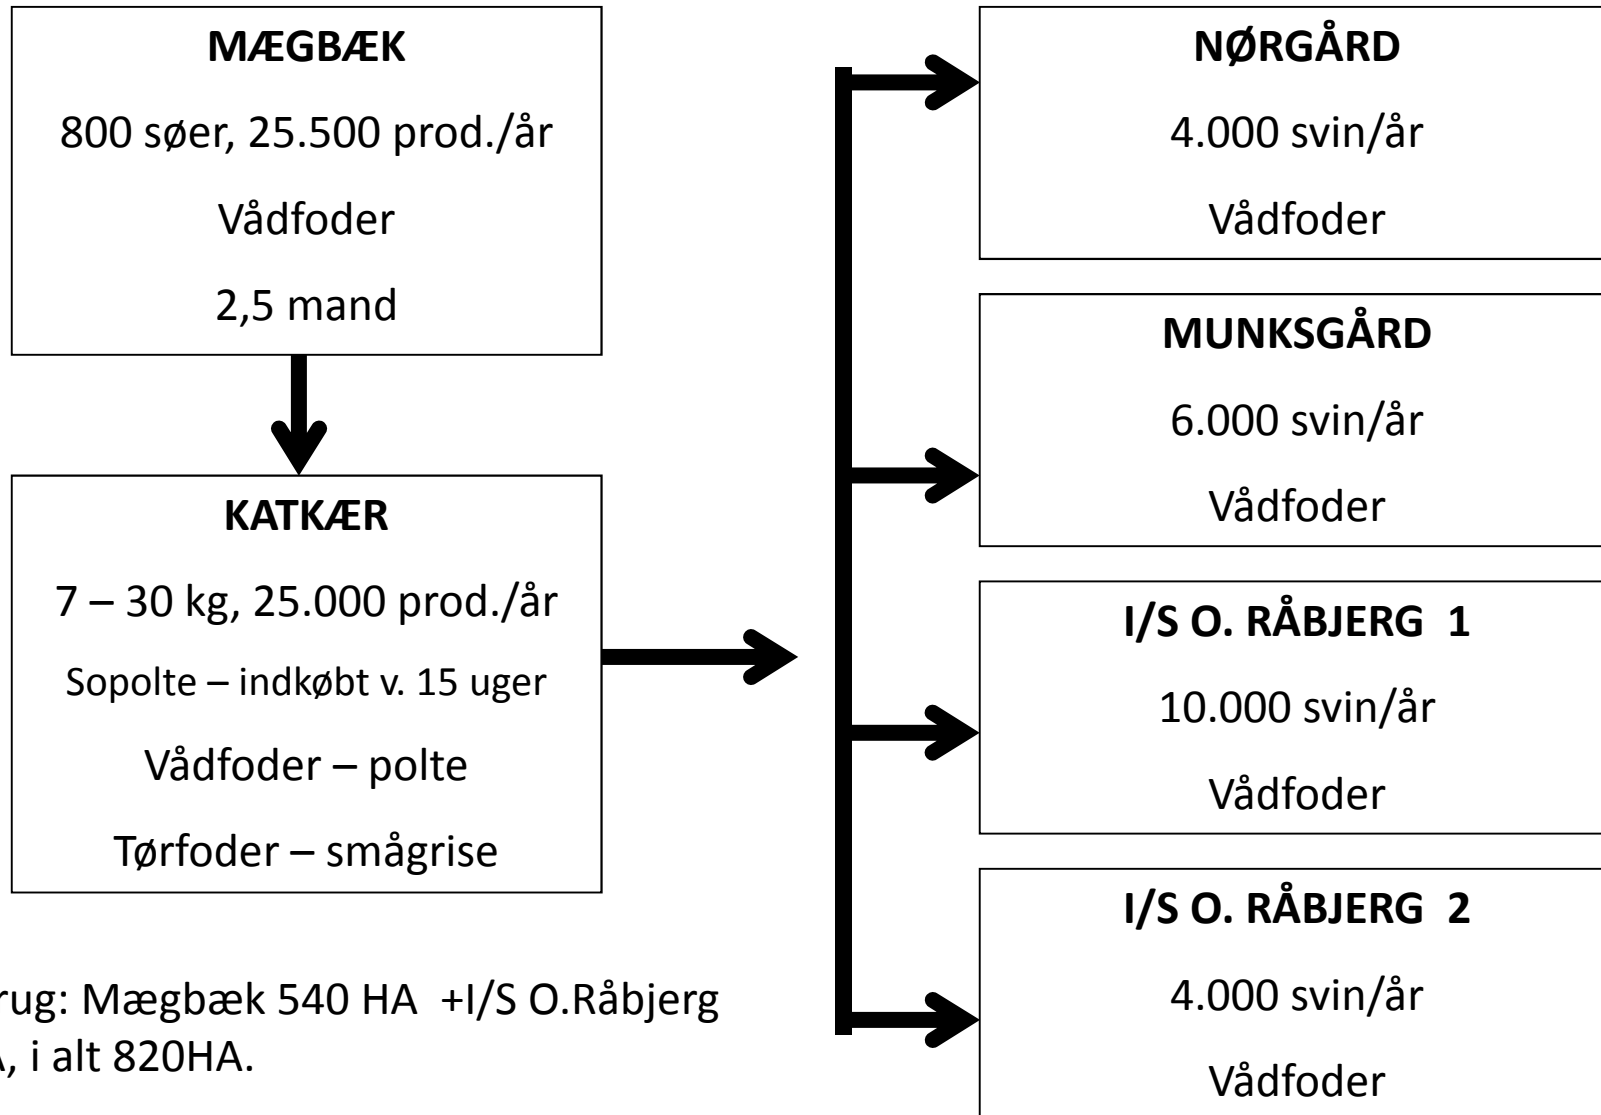 MÆGBÆK
800 søer, 25.500 prod./år
Vådfoder
2,5 mand
KATKÆR
7 – 30 kg, 25.000 prod./år
Sopolte – indkøbt v. 15 uger
Vådfoder – polte
Tørfoder – smågrise
rug: Mægbæk 540 HA +I/S O.Råbjerg
, i alt 820HA.
NØRGÅRD
4.000 svin/år
Vådfoder
MUNKSGÅRD
6.000 svin/år
Vådfoder
I/S O. RÅBJERG 1
10.000 svin/år
Vådfoder
I/S O. RÅBJERG 2
4.000 svin/år
Vådfoder